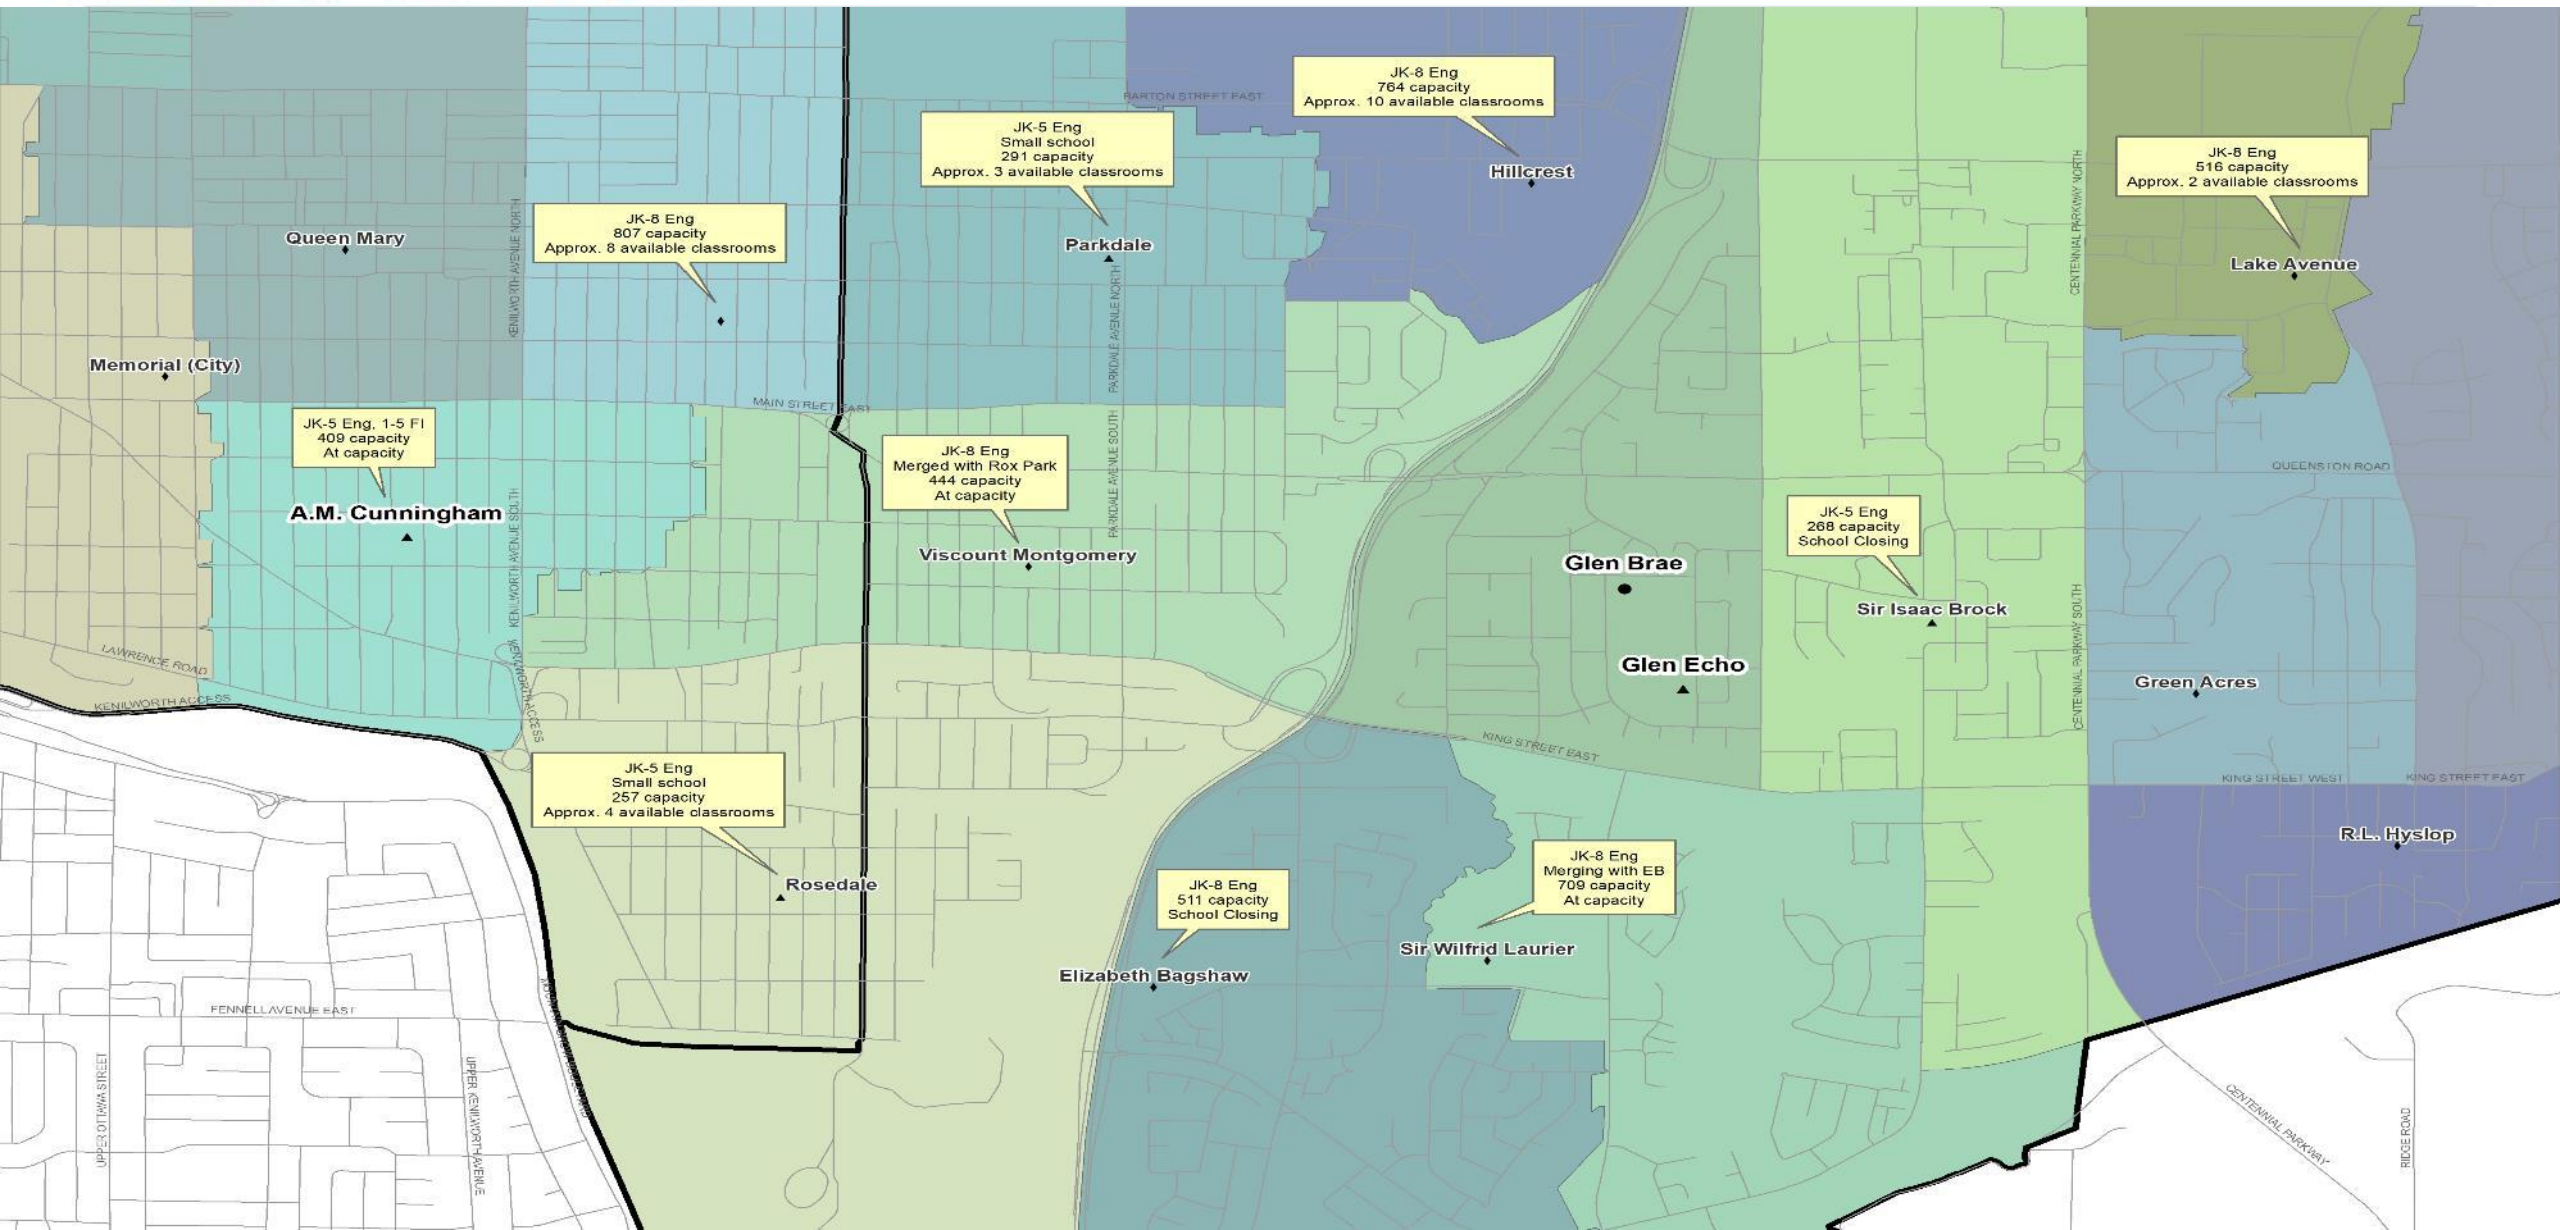 BARTON STREET EAST
JK-8 Eng
764 capacity
Approx. 10 available classrooms
Hillcrest
JK-5 Eng
Small school
291 capacity
Approx. 3 available classrooms
Parkdale
JK-8 Eng
516 capacity
Approx. 2 available classrooms
Lake Avenue
CENTENNIAL PARKWAY NORTH
KENILWORTH AVENUE NORTH
Queen Mary
JK-8 Eng
807 capacity
Approx. 8 available classrooms
PARKDALE AVENUE NORTH
Memorial (City)
MAIN STREET EAST
JK-5 Eng, 1-5 FI
409 capacity
At capacity
A.M. Cunningham
KENILWORTH AVENUE SOUTH
JK-8 Eng
Merged with Rox Park
444 capacity
At capacity
Viscount Montgomery
PARKDALE AVENUE SOUTH
QUEENSTON ROAD
Glen Brae
Glen Echo
JK-5 Eng
268 capacity
School Closing
Sir Isaac Brock
CENTENNIAL PARKWAY SOUTH
Green Acres
LAWRENCE ROAD
KENILWORTH ACCESS
KENILWORTH ACCESS
KING STREET EAST
KING STREET WEST
KING STREET EAST
JK-5 Eng
Small school
257 capacity
Approx. 4 available classrooms
Rosedale
R.L. Hyslop
JK-8 Eng
511 capacity
School Closing
Elizabeth Bagshaw
JK-8 Eng
Merging with EB
709 capacity
At capacity
Sir Wilfrid Laurier
FENNELL AVENUE EAST
UPPER OTTAWA STREET
UPPER KENILWORTH AVENUE
CENTENNIAL PARKWAY
RIDGE ROAD